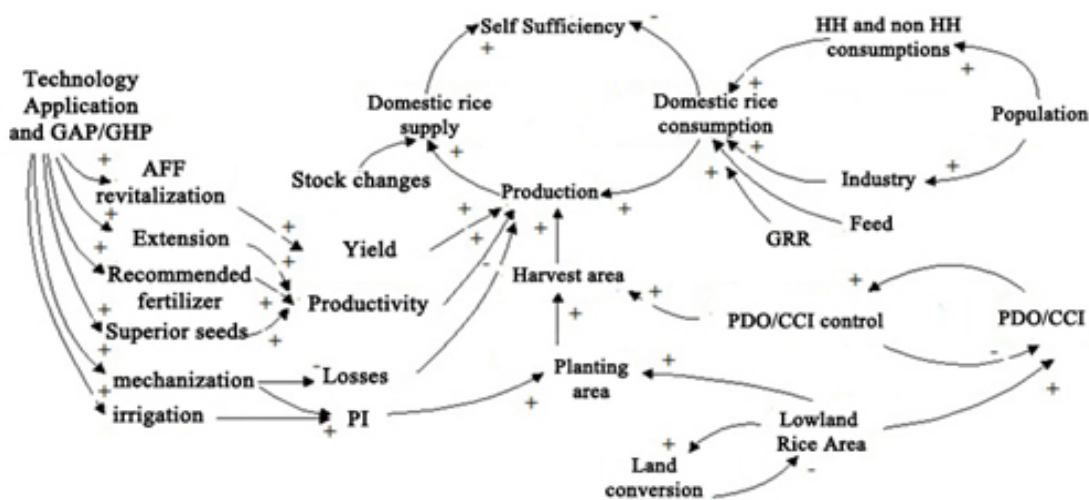 Self Sufficiency
HH and non HH
consumptions
Technology
Application
and GAP/GHP
Domestic rice
supply
Domestic rice
consumption
Population
AFF
revitalization
Stock changes
Production
Industry
Extension
Yield
GRR
Feed
Recommended
fertilizer
Harvest area
Productivity
Superior seeds
PDO/CCI control
PDO/CCI
mechanization
Losses
Planting
area
irrigation
PI
Lowland
Rice Area
Land
conversion